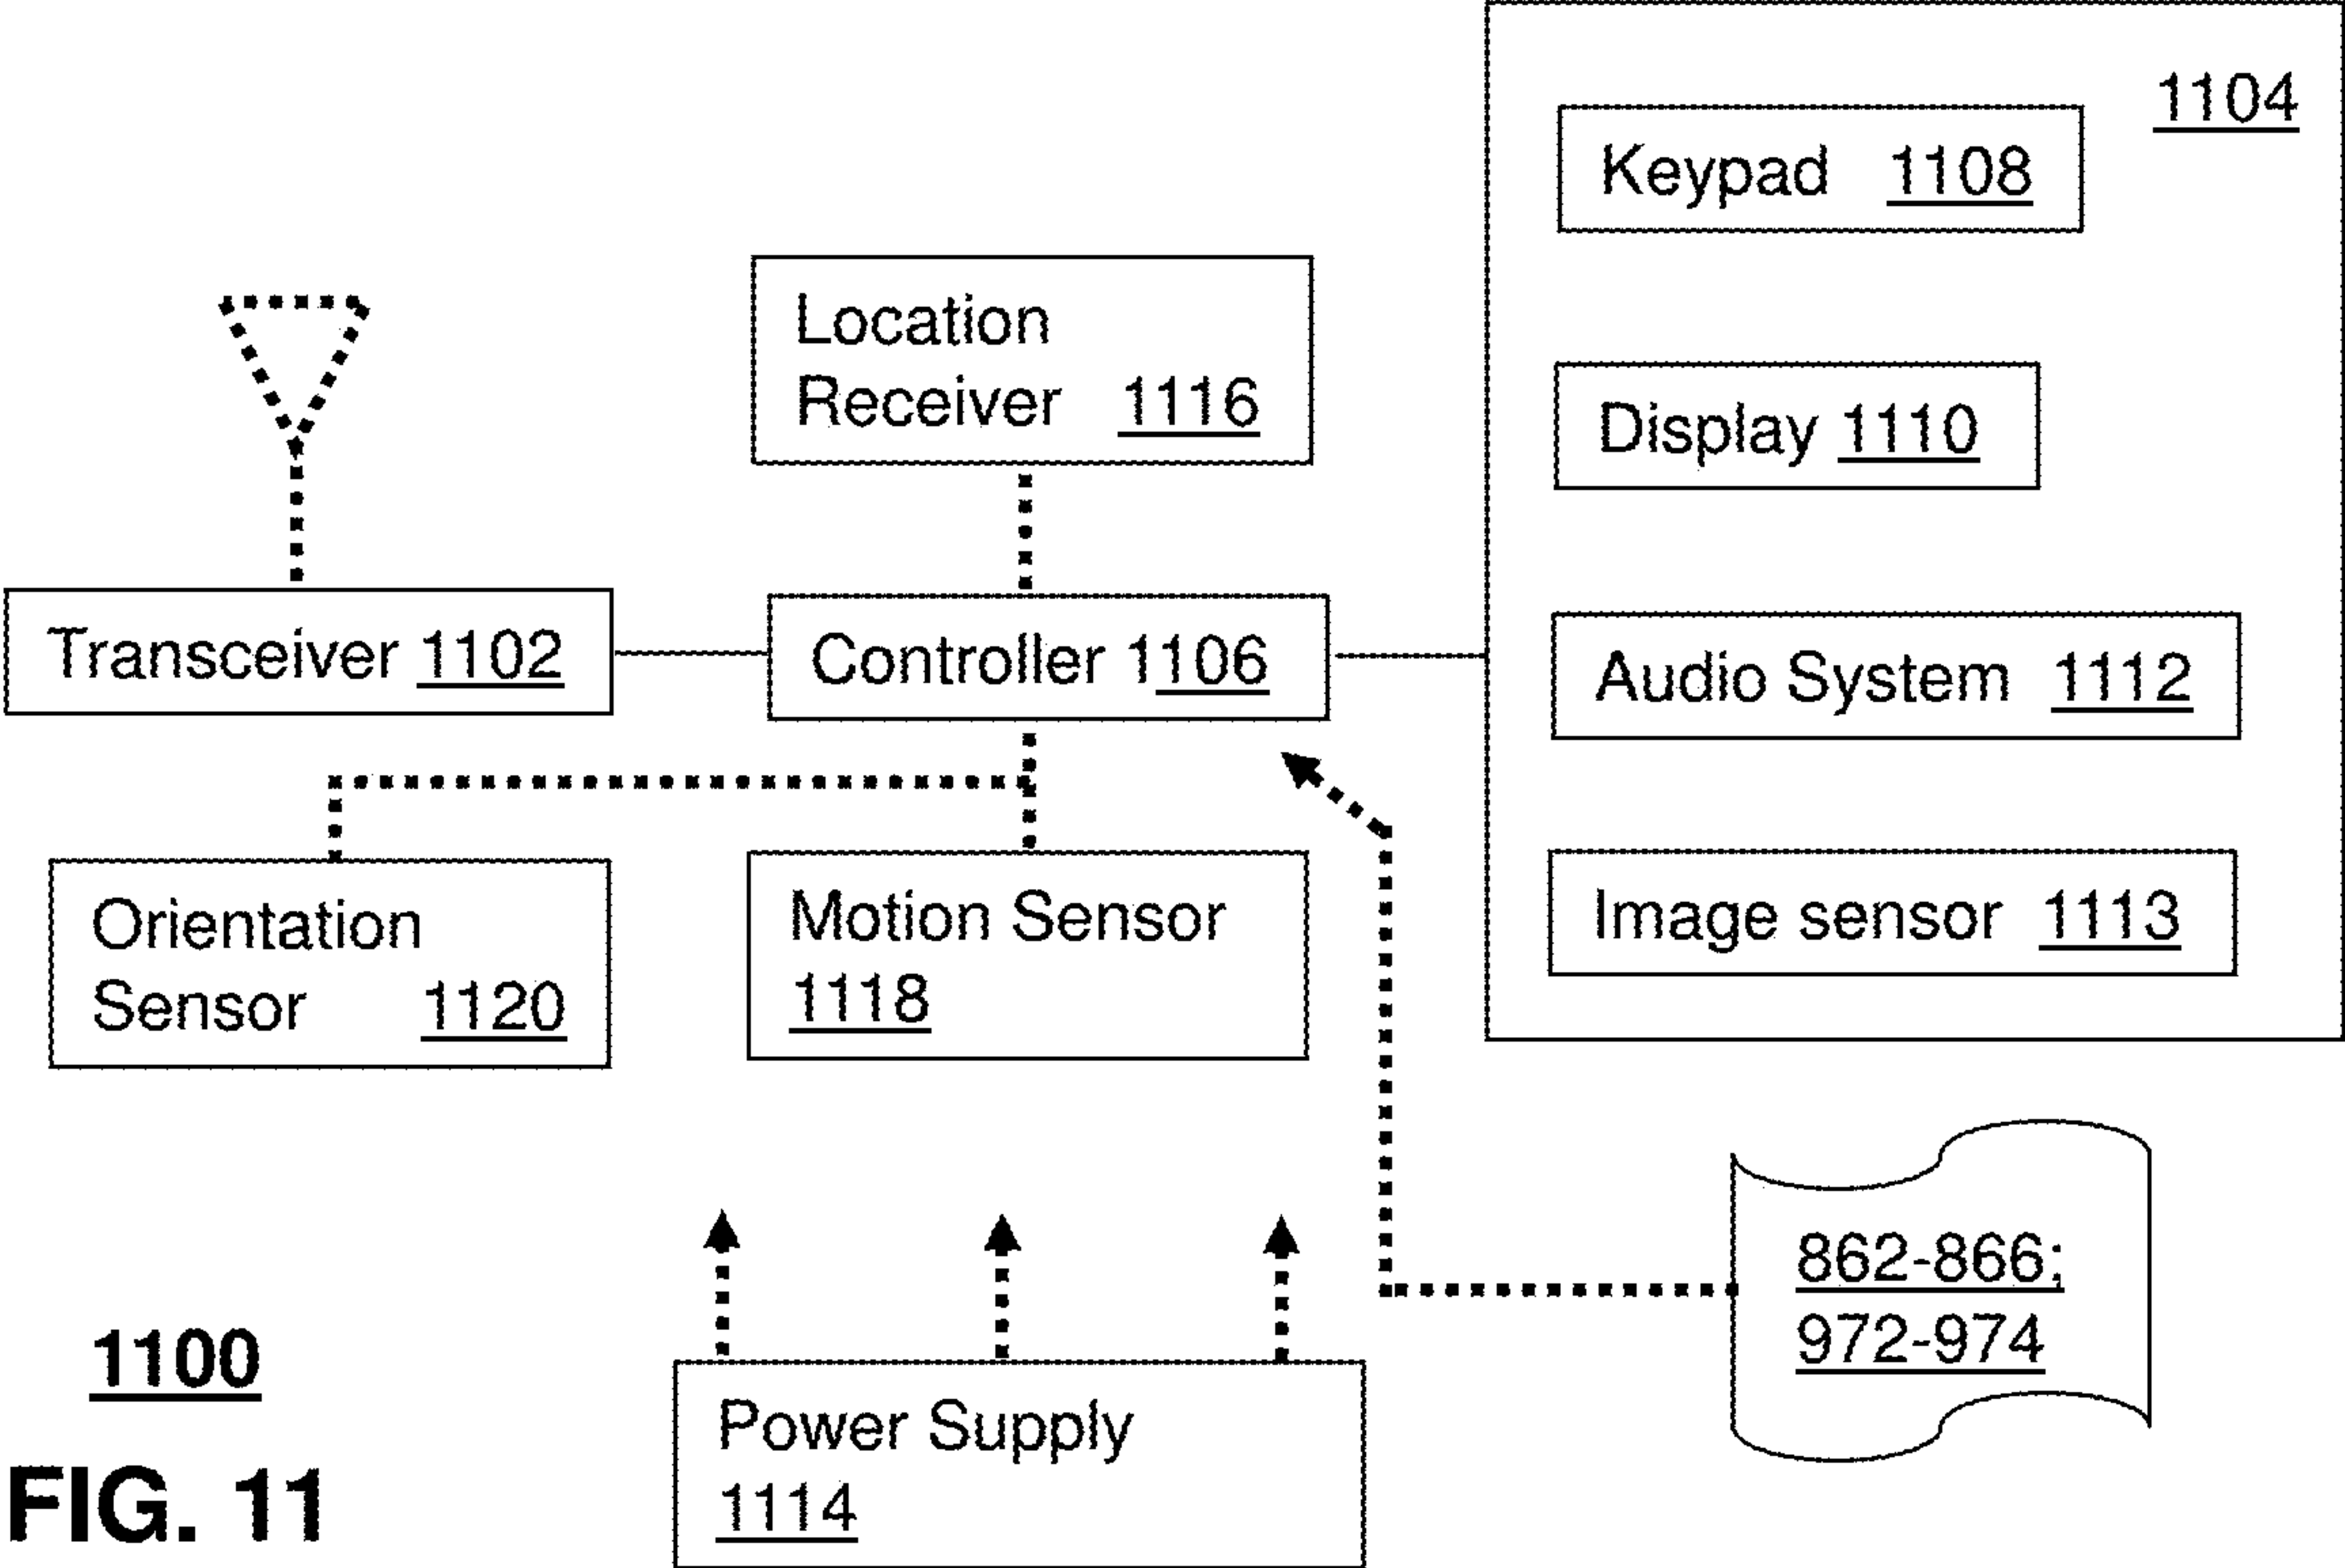 1104
Keypad 1108
Location
Receiver 1116
Display 1110
Transceiver 1102
Controller 1106
Audio System 1112
Orientation
Sensor 1120
Motion Sensor
1118
Image sensor 1113
862-866;
972-974
1100
Power Supply
1114
FIG. 11